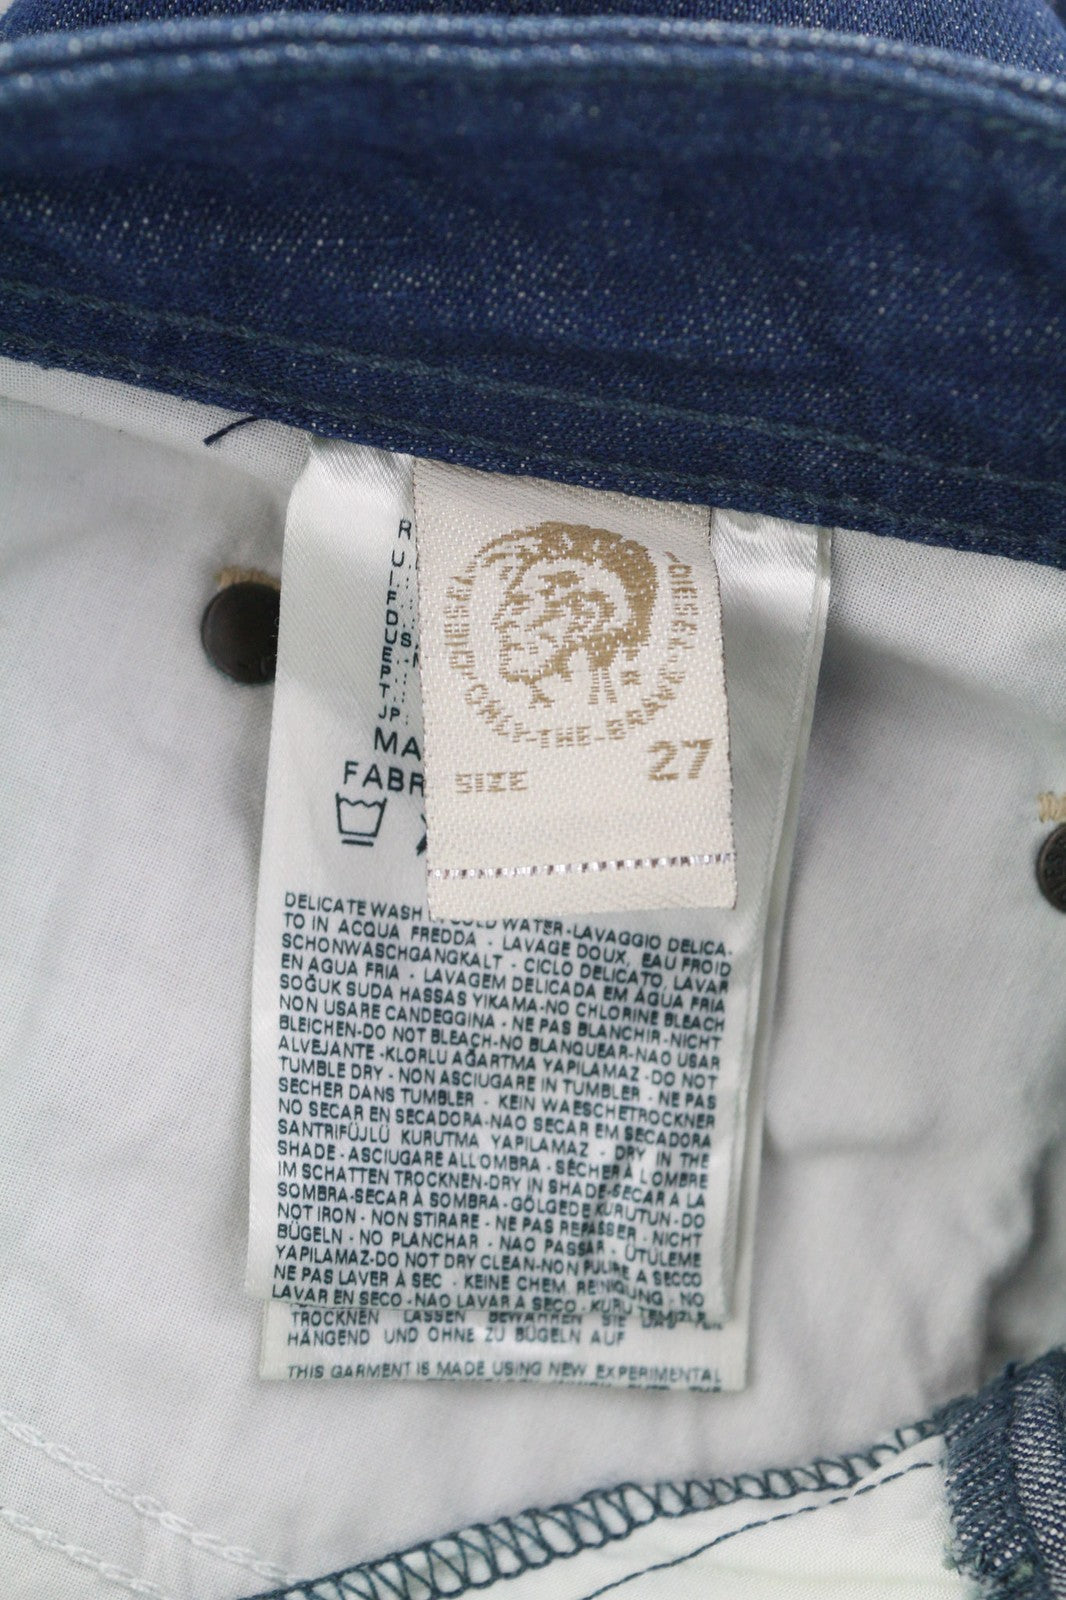 DIESEL
ONLY-THE-BRAVE
SIZE 27
MA
FABR
DELICATE WASH IN COLD WATER-LAVAGGIO DELICA-
TO IN ACQUA FREDDA - LAVAGE DOUX, EAU FROID
SCHONWASCHGANGKALT - CICLO DELICATO, LAVAR
EN AGUA FRIA - LAVAGEM DELICADA EM ÁGUA FRIA
SOĞUK SUDA HASSAS YIKAMA-NO CHLORINE BLEACH
NON USARE CANDEGGINA - NE PAS BLANCHIR-NICHT
BLEICHEN-DO NOT BLEACH-NO BLANQUEAR-NAO USAR
ALVEJANTE -KLORLU AĞARTMA YAPILAMAZ -DO NOT
TUMBLE DRY - NON ASCIUGARE IN TUMBLER - NE PAS
SECHER DANS TUMBLER - KEIN WAESCHETROCKNER
NO SECAR EN SECADORA-NAO SECAR EM SECADORA
SANTRIFÜJLÜ KURUTMA YAPILAMAZ - DRY IN THE
SHADE - ASCIUGARE ALL OMBRA - SÈCHER À L OMBRE
IM SCHATTEN TROCKNEN-DRY IN SHADE-SECAR A LA
SOMBRA-SECAR À SOMBRA - GÖLGEDE KURUTUN-DO
NOT IRON - NON STIRARE - NE PAS REPASSER - NICHT
BÜGELN - NO PLANCHAR - NAO PASSAR - ÜTÜLEME
YAPILAMAZ-DO NOT DRY CLEAN-NON PULIRE A SECCO
NE PAS LAVER À SEC - KEINE CHEM. REINIGUNG - NO
LAVAR EN SECO -NAO LAVAR A SECO - KURU TEMIZLE
TROCKNEN LASSEN BEWAHREN SIE
HÄNGEND UND OHNE ZU BÜGELN AUF
THIS GARMENT IS MADE USING NEW EXPERIMENTAL